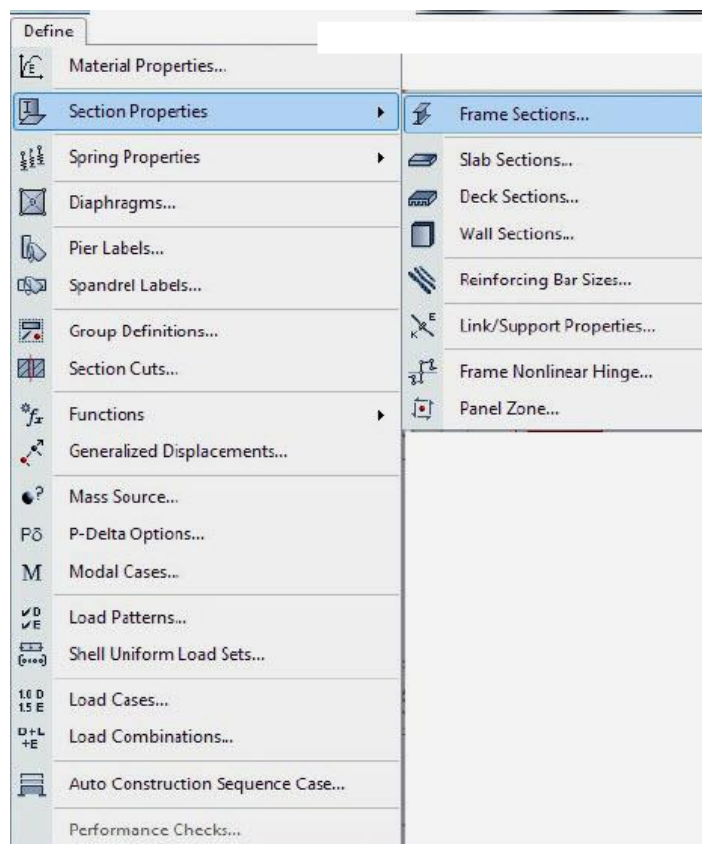 Define
Material Properties...
Section Properties
Spring Properties
Diaphragms...
Pier Labels...
Spandrel Labels...
Group Definitions...
Section Cuts...
Functions
Generalized Displacements...
Mass Source...
Pδ P-Delta Options...
M Modal Cases...
Load Patterns...
Shell Uniform Load Sets...
Load Cases...
Load Combinations...
Auto Construction Sequence Case...
Performance Checks...
Frame Sections...
Slab Sections...
Deck Sections...
Wall Sections...
Reinforcing Bar Sizes...
Link/Support Properties...
Frame Nonlinear Hinge...
Panel Zone...